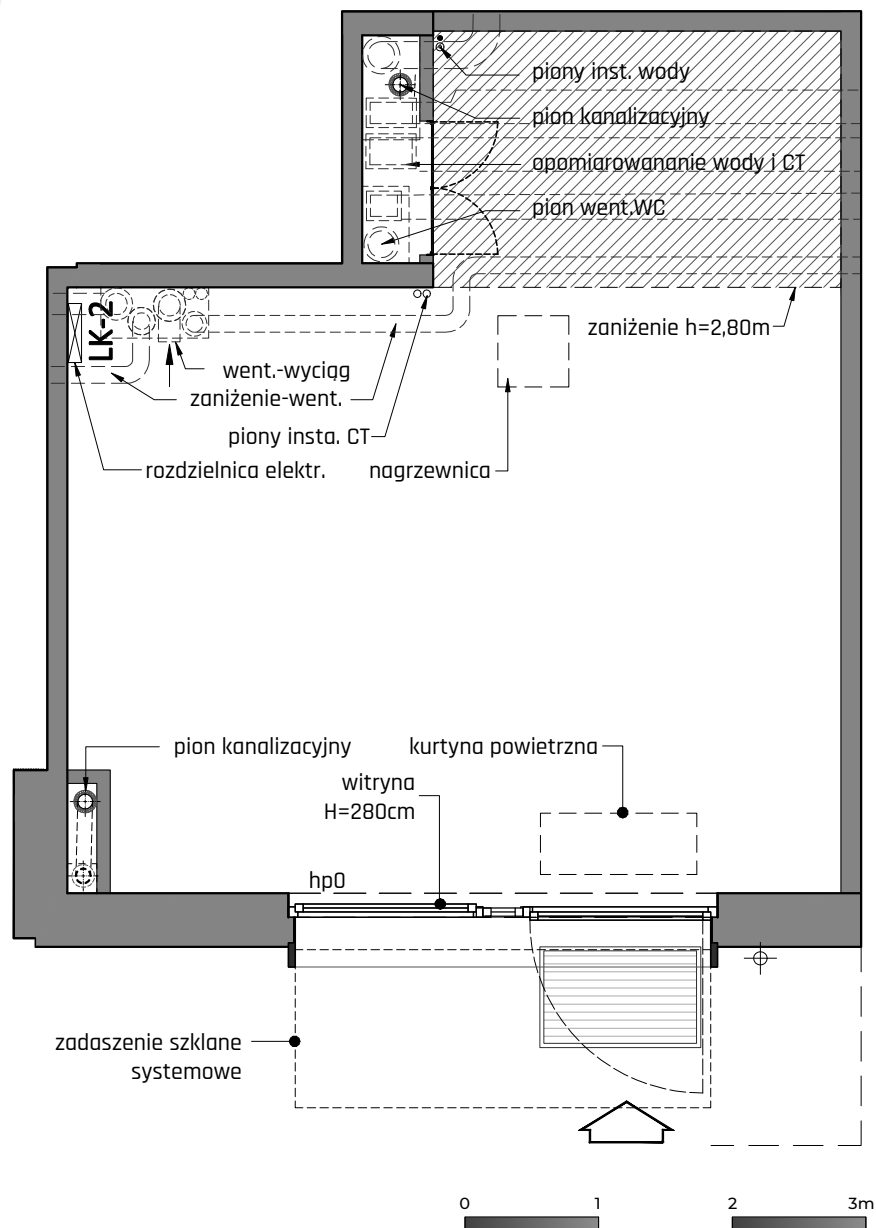 piony inst. wody
pion kanalizacyjny
opomiarowananie wody i CT
pion went.WC
zaniżenie h=2,80m
LK-2
went.-wyciąg
zaniżenie-went.
piony insta. CT
rozdzielnica elektr.
nagrzewnica
pion kanalizacyjny
kurtyna powietrzna
witryna
H=280cm
hp0
zadaszenie szklane
systemowe
0 1 2 3m